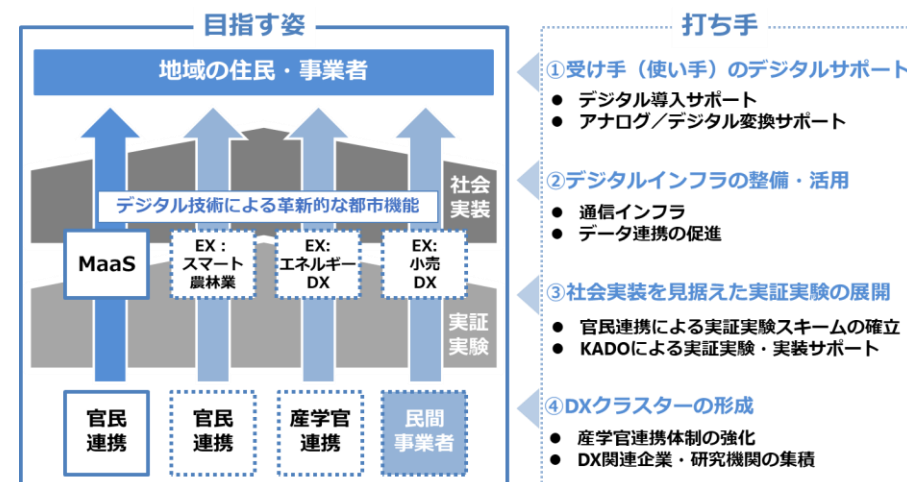 目指す姿
地域の住民・事業者
社会
実装
デジタル技術による革新的な都市機能
MaaS
EX：
スマート
農林業
EX:
エネルギー
DX
EX:
小売
DX
実証
実験
官民
連携
官民
連携
産学官
連携
民間
事業者
打ち手
①受け手（使い手）のデジタルサポート
● デジタル導入サポート
● アナログ／デジタル変換サポート
②デジタルインフラの整備・活用
● 通信インフラ
● データ連携の促進
③社会実装を見据えた実証実験の展開
● 官民連携による実証実験スキームの確立
● KADOによる実証実験・実装サポート
④DXクラスターの形成
● 産学官連携体制の強化
● DX関連企業・研究機関の集積